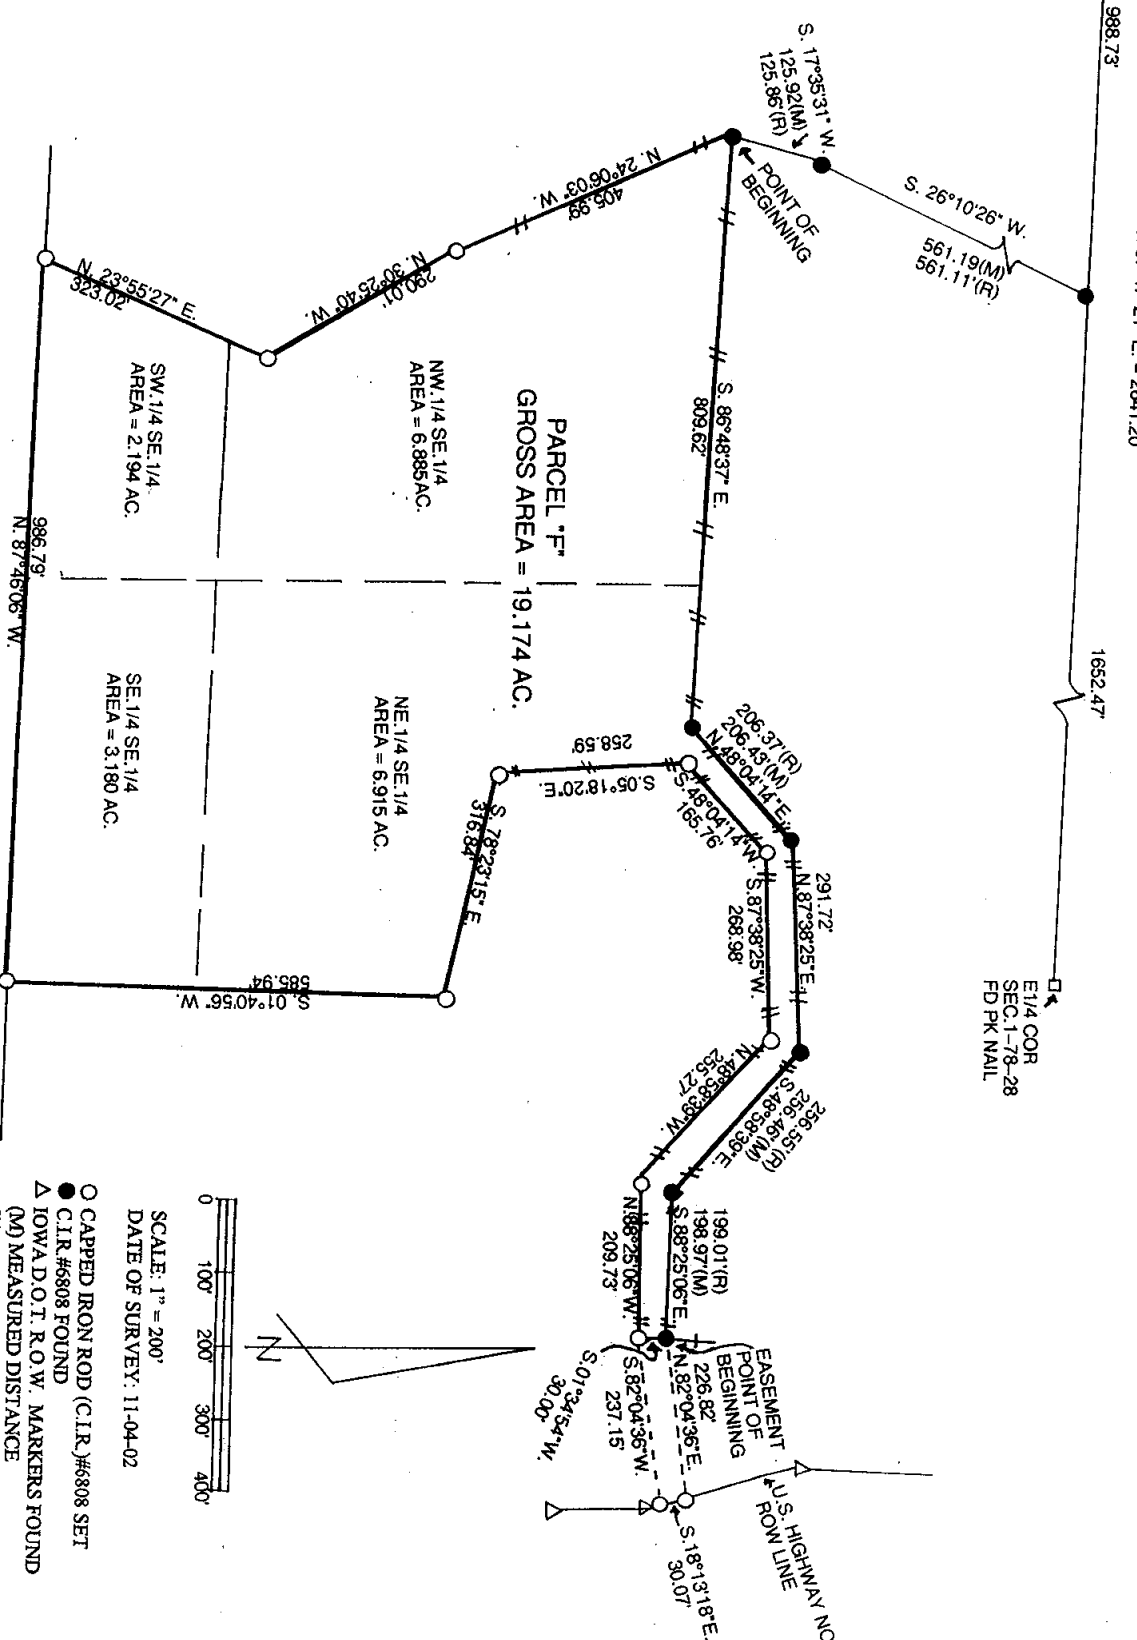 988.73'
1652.47'
E1/4 COR
SEC.1-78-28
FD PK NAIL
S. 26°10'26" W.
561.19(M)
561.11'(R)
S. 17°35'31" W.
125.92(M)
125.86'(R)
POINT OF
BEGINNING
N. 24°06'03" W.
405.99'
N. 30°25'40" W.
290.01'
N. 23°55'27" E.
323.02'
S. 86°48'37" E.
809.62'
PARCEL "F"
GROSS AREA = 19.174 AC.
NW.1/4 SE.1/4
AREA = 6.885AC.
SW.1/4 SE.1/4
AREA = 2.194 AC.
NE.1/4 SE.1/4
AREA = 6.915 AC.
SE.1/4 SE.1/4
AREA = 3.180 AC.
986.79'
N. 87°46'06" W.
206.37'(R)
206.43'(M)
N.48°04'14"E.
S.48°04'14"W.
165.76'
258.59'
S.05°18'20"E.
S. 78°23'15" E.
316.84'
585.94'
S. 01°40'56" W.
291.72'
N.87°38'25"E.
S.87°38'25"W.
268.98'
256.55'(R)
256.46'(M)
S.48°58'39"E.
N.48°58'39"W.
255.27'
199.01'(R)
198.97'(M)
S.88°25'06"E.
N.88°25'06"W.
209.73'
EASEMENT
POINT OF
BEGINNING
226.82'
N.82°04'36"E.
S.82°04'36"W.
237.15'
S.01°34'54"W.
30.00'
U.S. HIGHWAY NO
ROW LINE
S.18°13'18"E.
30.07'
N
0 100' 200' 300' 400'
SCALE: 1" = 200'
DATE OF SURVEY: 11-04-02
CAPPED IRON ROD (C.I.R.)#6808 SET
C.I.R.#6808 FOUND
IOWA D.O.T. R.O.W. MARKERS FOUND
(M) MEASURED DISTANCE